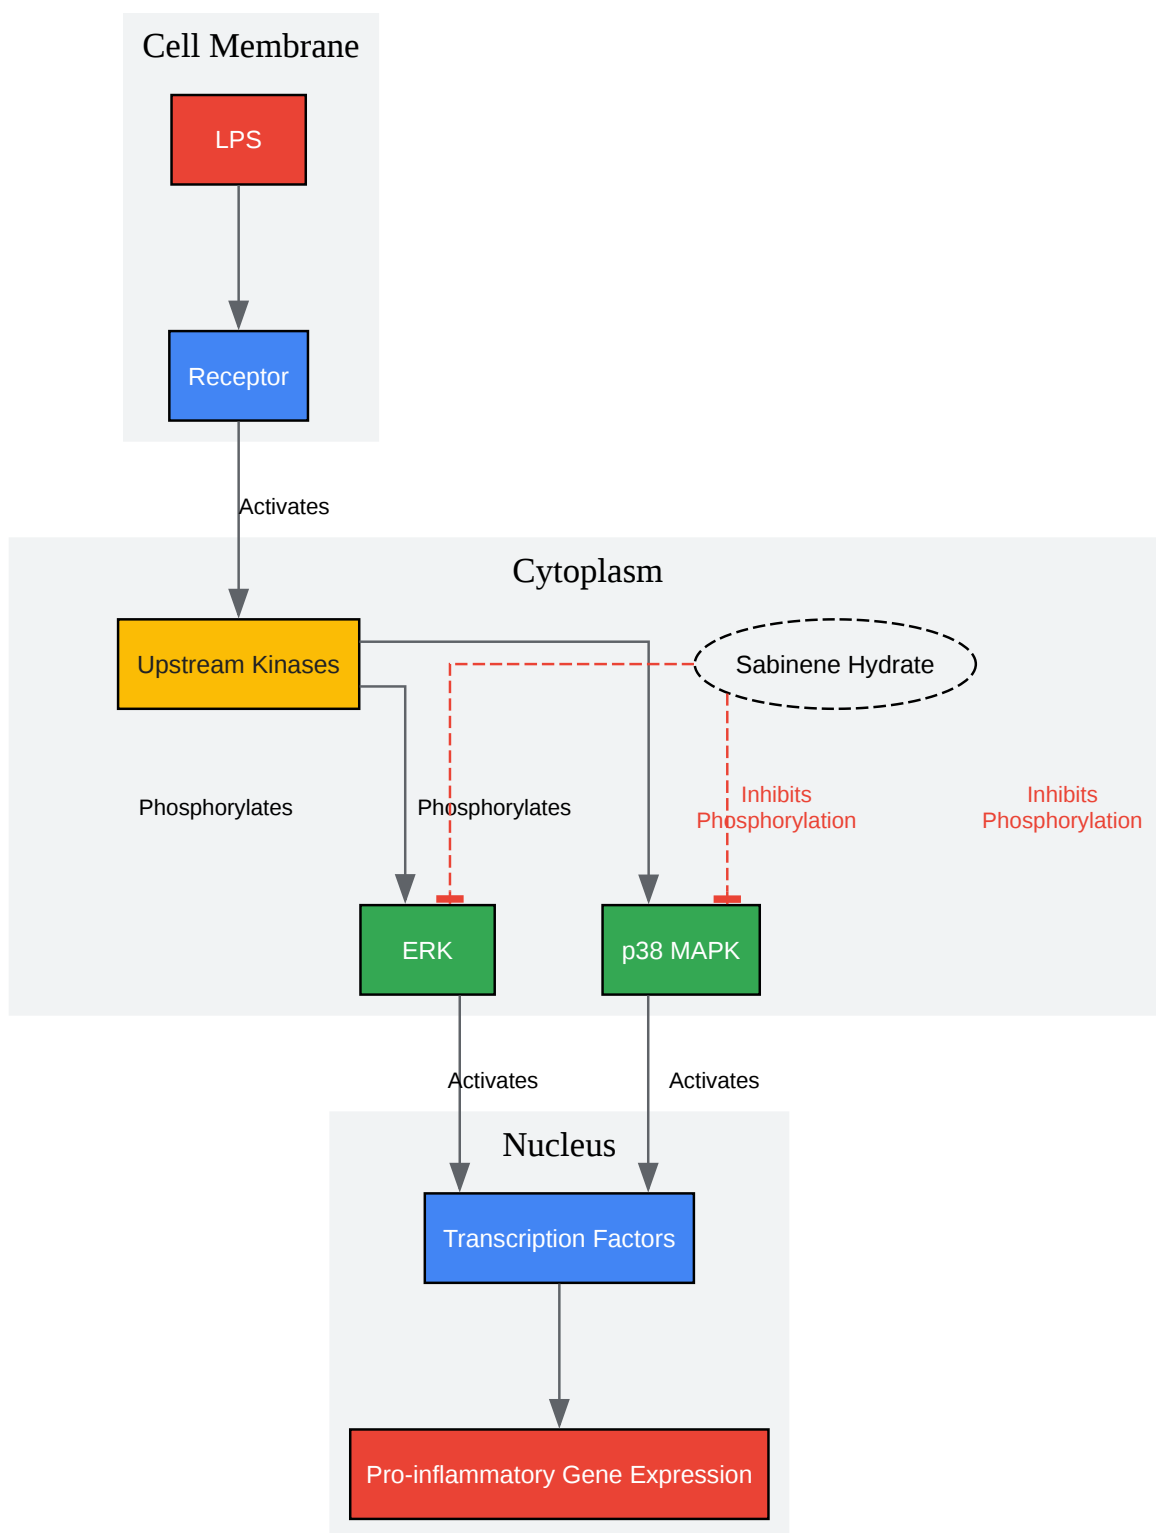 Cell Membrane
LPS
Receptor
Activates
Cytoplasm
Upstream Kinases
Sabinene Hydrate
Phosphorylates
Phosphorylates
Inhibits
Phosphorylation
Inhibits
Phosphorylation
ERK
p38 MAPK
Activates
Activates
Nucleus
Transcription Factors
Pro-inflammatory Gene Expression